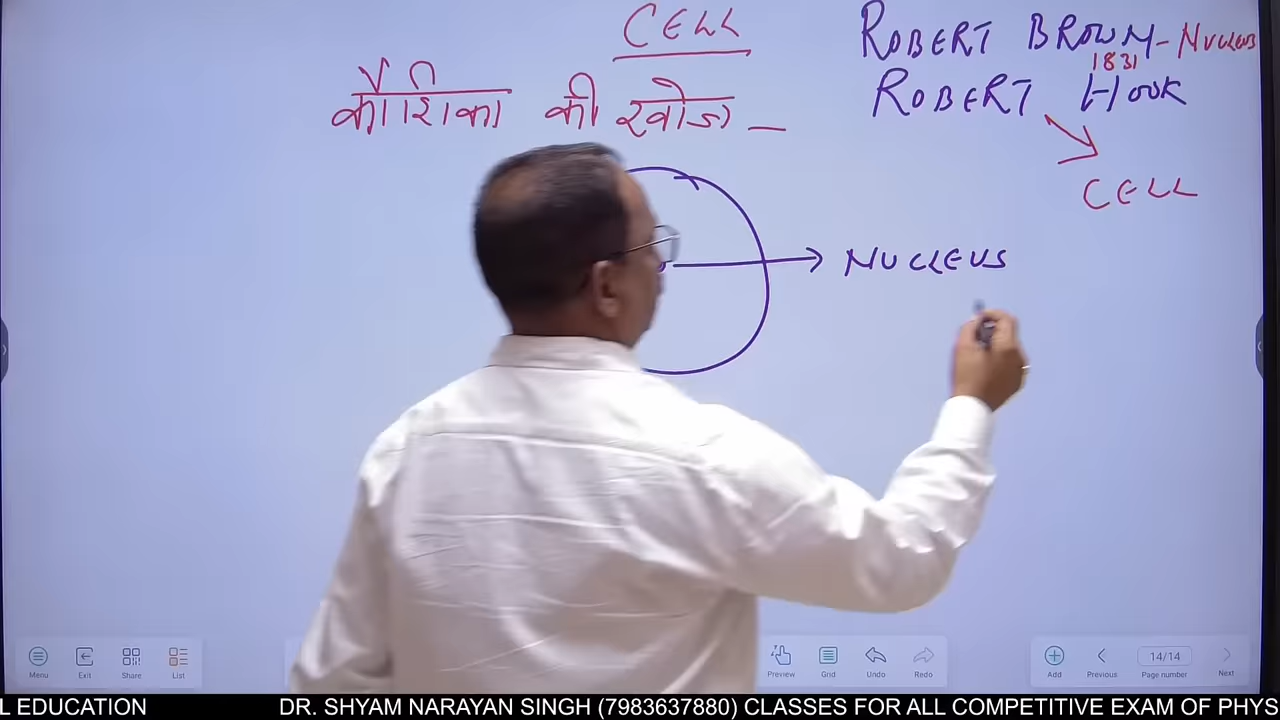 CELL
कोशिका की खोज _
ROBERT BROWN - NUCLEUS
1831
ROBERT HOOK
CELL
NUCLEUS
Menu Exit Share List Preview Grid Undo Redo Add Previous 14/14 Page number Next
L EDUCATION DR. SHYAM NARAYAN SINGH (7983637880) CLASSES FOR ALL COMPETITIVE EXAM OF PHYS